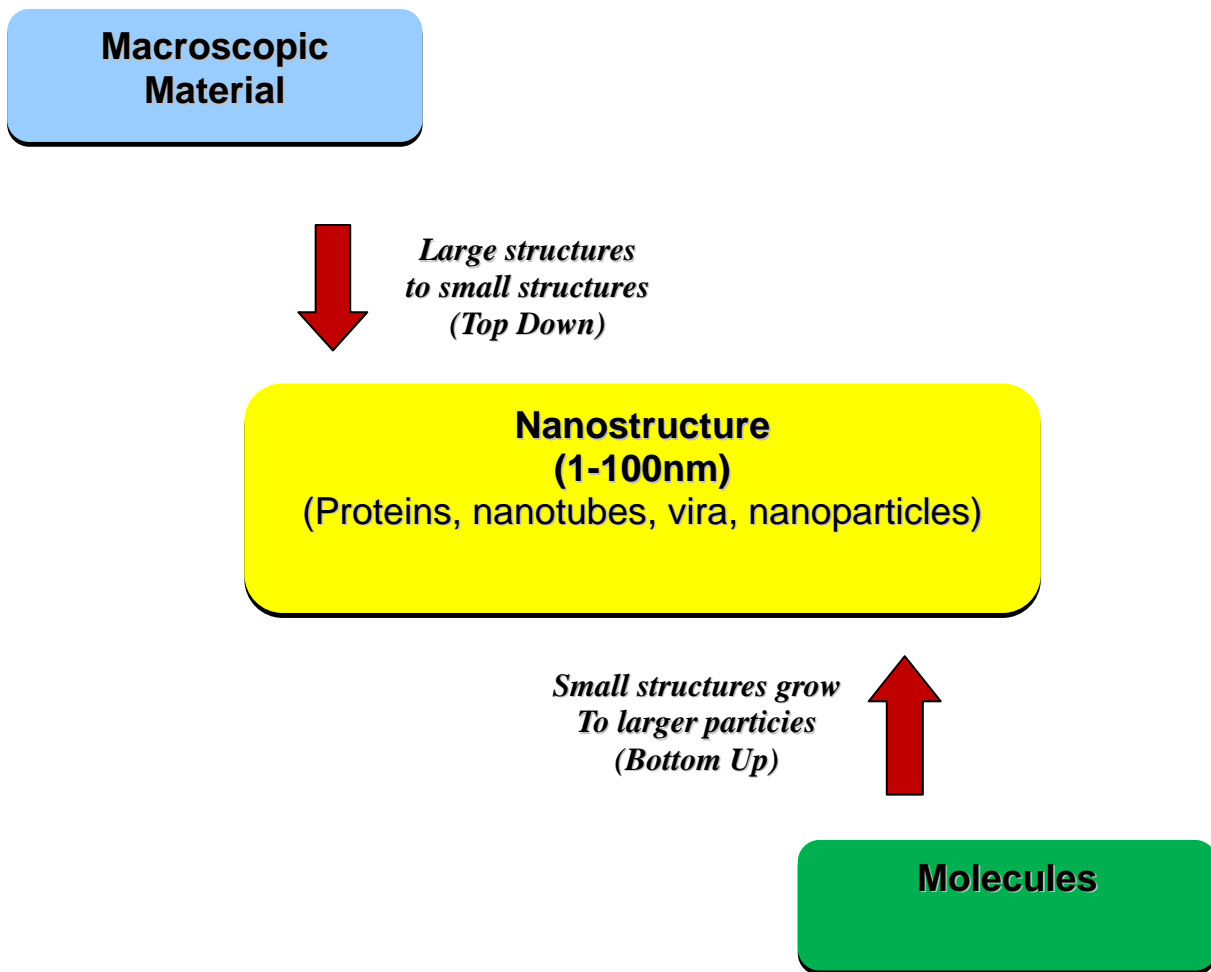 Macroscopic
Material
Large structures
to small structures
(Top Down)
Nanostructure
(1-100nm)
(Proteins, nanotubes, vira, nanoparticles)
Small structures grow
To larger particies
(Bottom Up)
Molecules